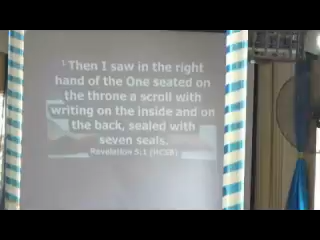 ¹ Then I saw in the right
hand of the One seated on
the throne a scroll with
writing on the inside and on
the back, sealed with
seven seals.
Revelation 5:1 (HCSB)